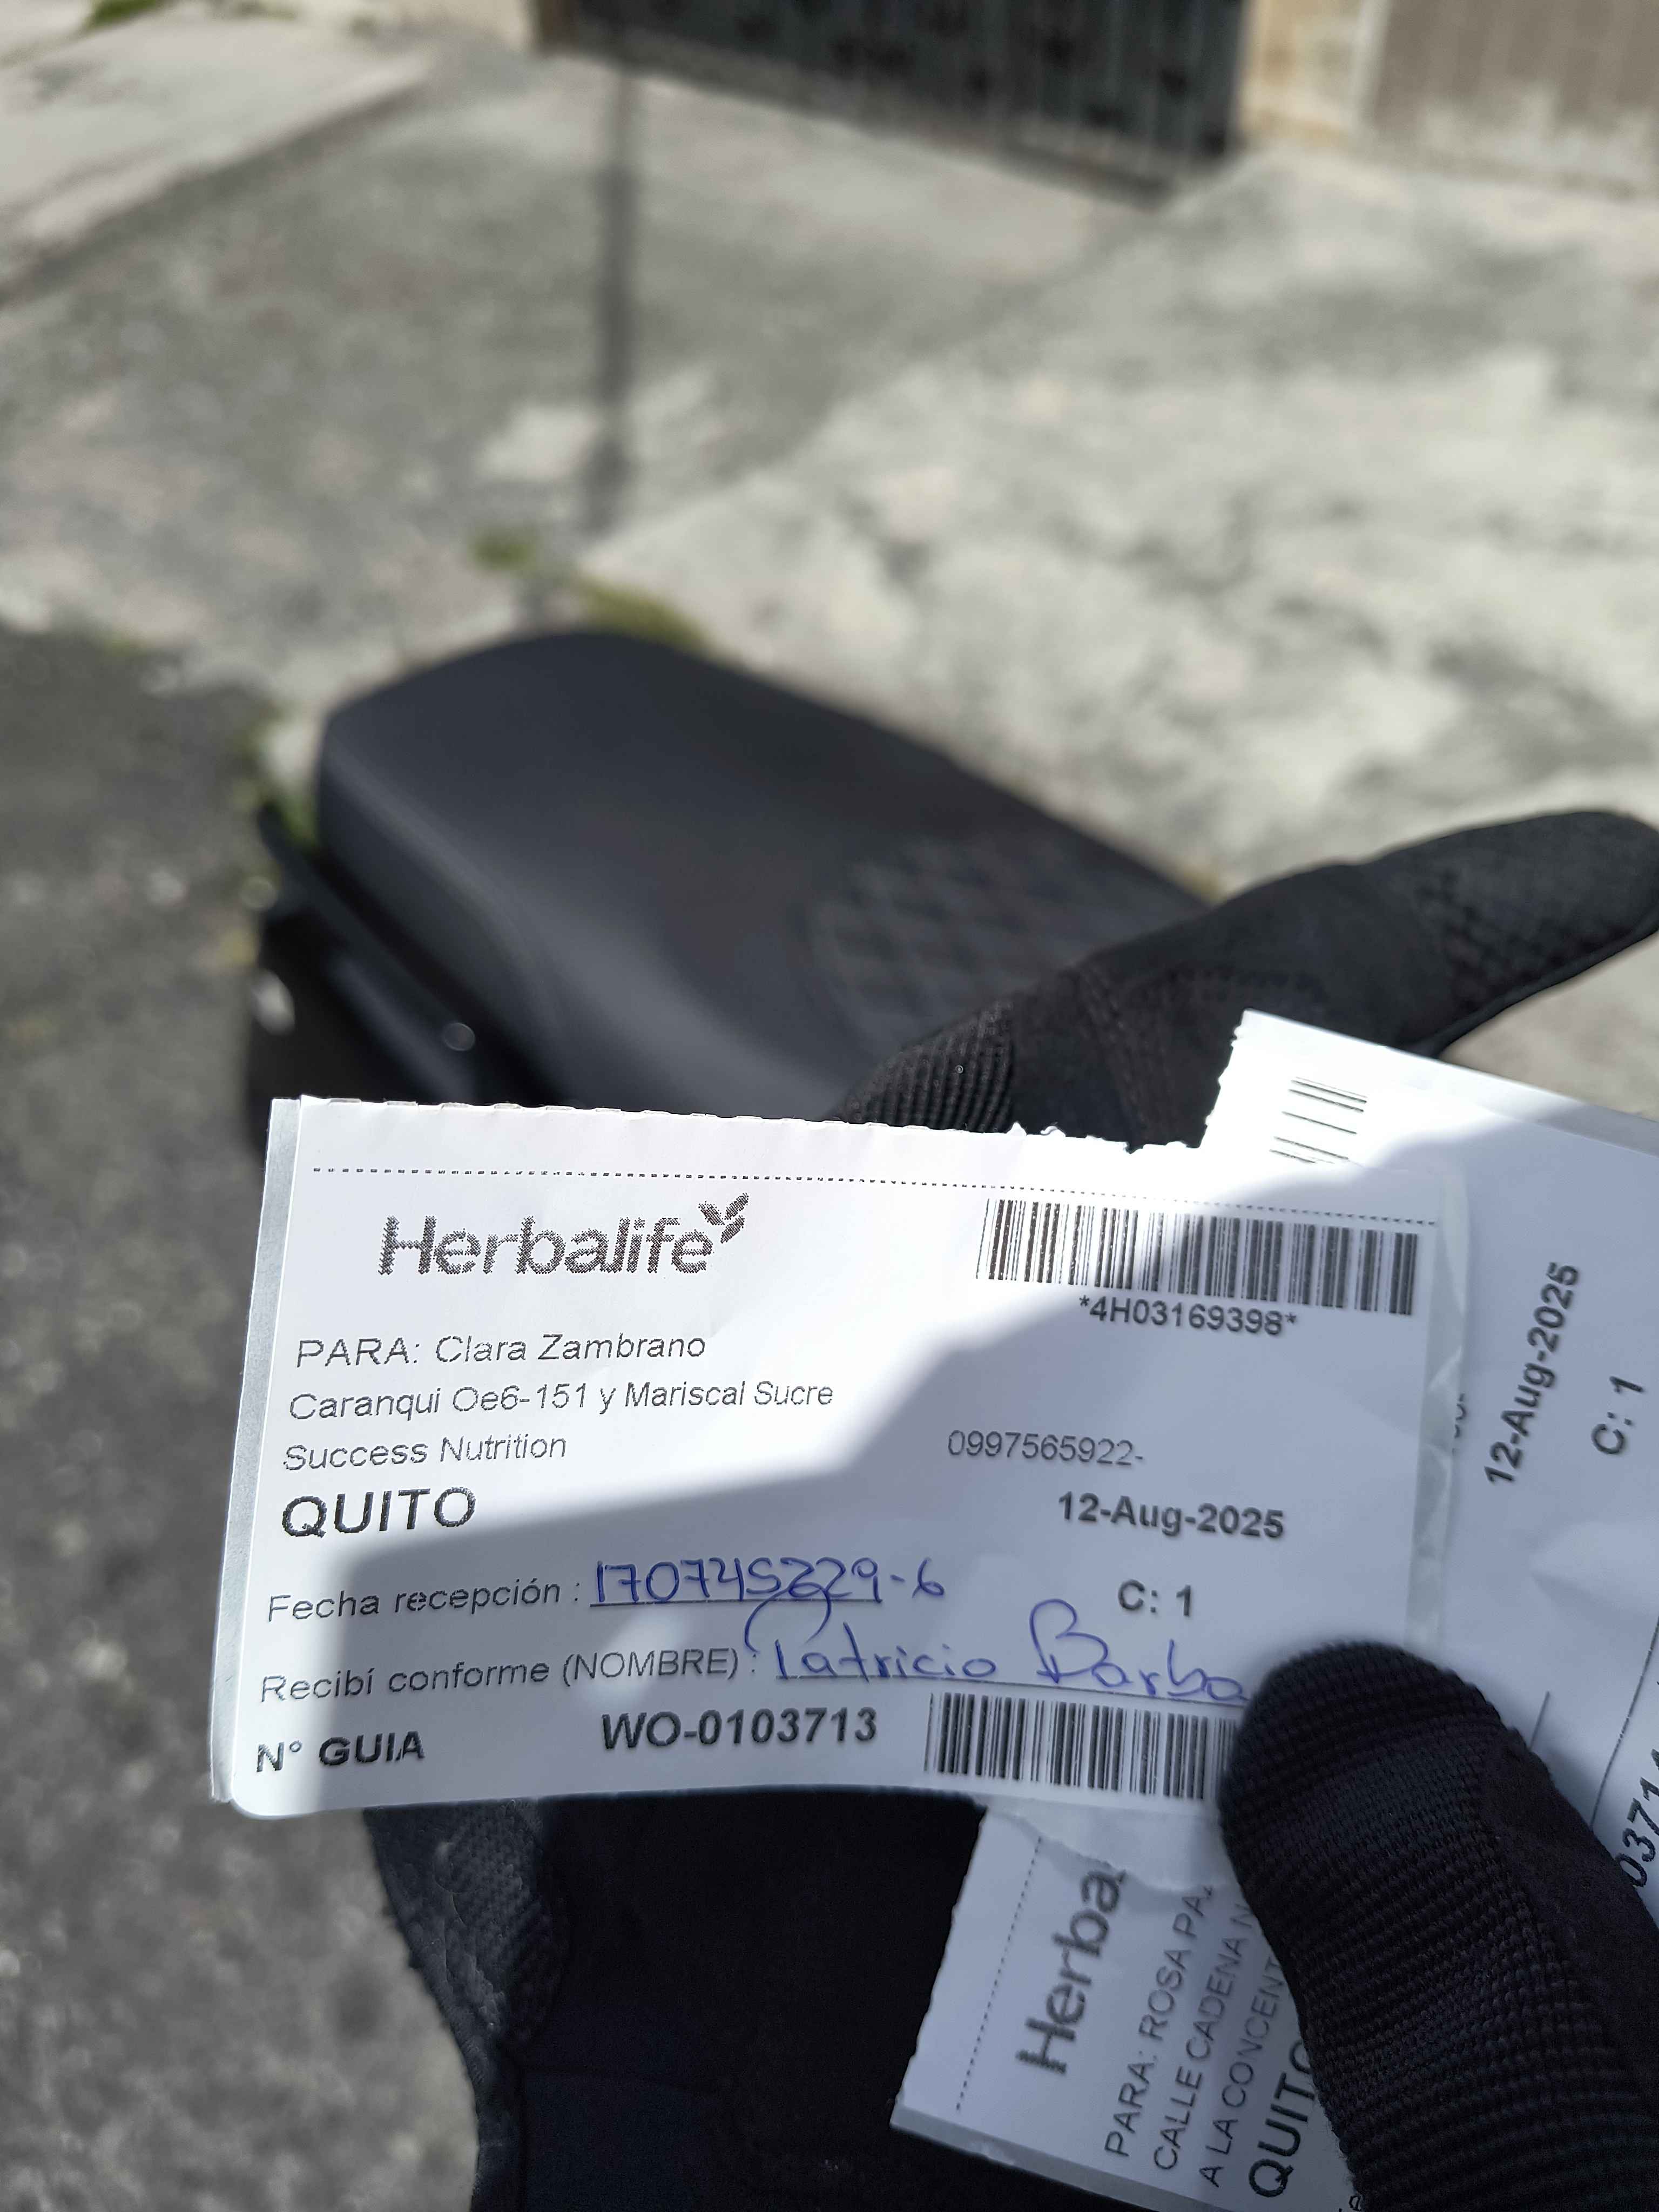 Herbalife
*4H03169398*
PARA: Clara Zambrano
Caranqui Oe6-151 y Mariscal Sucre
Success Nutrition
0997565922-
QUITO
12-Aug-2025
Fecha recepción : 170745229-6
C: 1
Recibí conforme (NOMBRE) : Patricio Barba
N° GUIA WO-0103713
12-Aug-2025
C: 1
Herba
PARA: ROSA
CALLE CADENA
A LA
QUITO